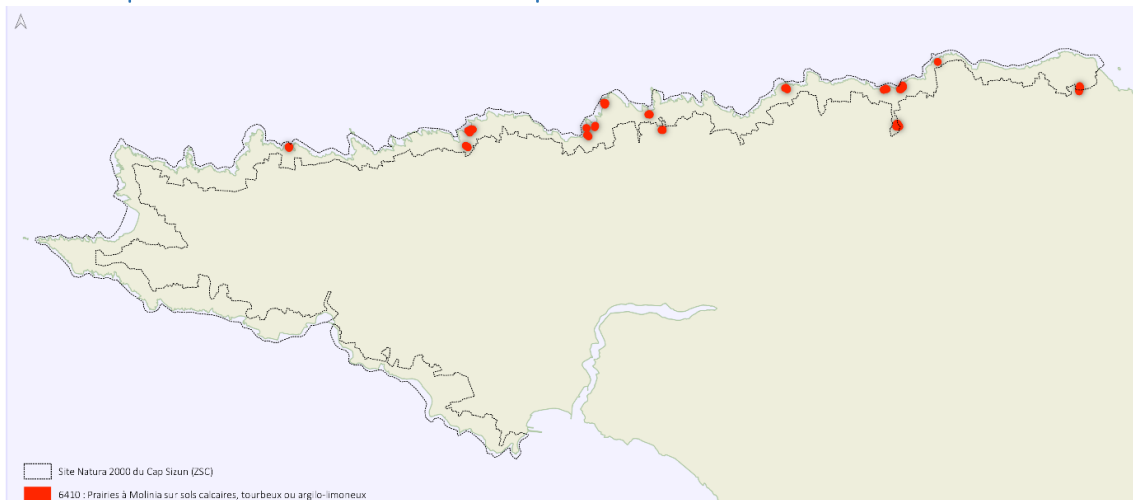 Site Natura 2000 du Cap Sizun (ZSC)
6410 : Prairies à Molinia sur sols calcaires, tourbeux ou argilo-limoneux